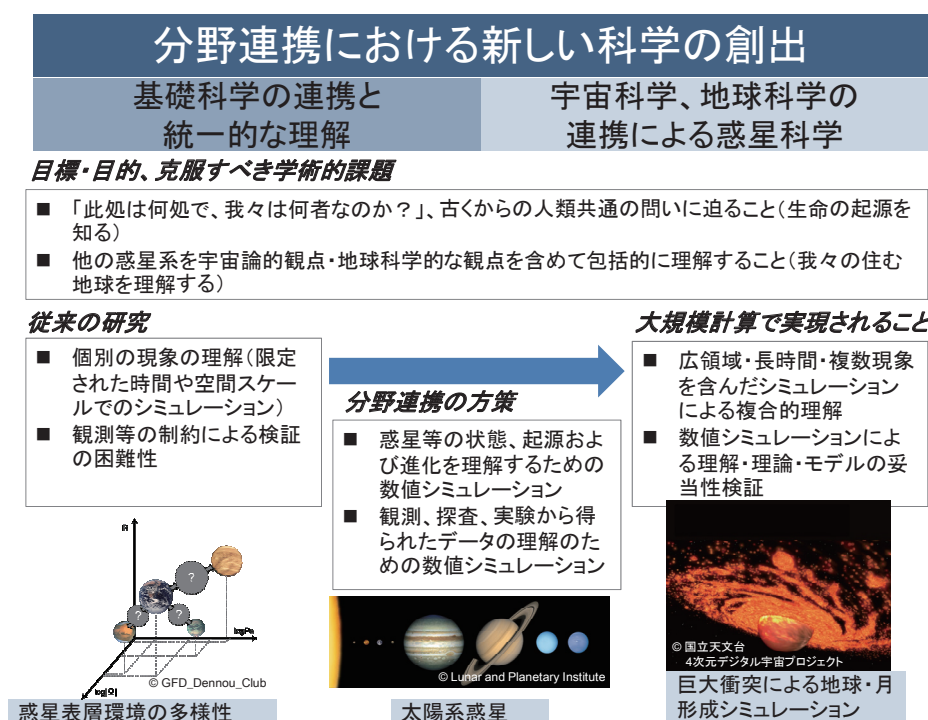 分野連携における新しい科学の創出
基礎科学の連携と
統一的な理解
宇宙科学、地球科学の
連携による惑星科学
目標・目的、克服すべき学術的課題
■ 「此処は何処で、我々は何者なのか？」、古くからの人類共通の問いに迫ること（生命の起源を
知る）
■ 他の惑星系を宇宙論的観点・地球科学的な観点を含めて包括的に理解すること（我々の住む
地球を理解する）
従来の研究
■ 個別の現象の理解（限定
された時間や空間スケー
ルでのシミュレーション）
■ 観測等の制約による検証
の困難性
分野連携の方策
■ 惑星等の状態、起源およ
び進化を理解するための
数値シミュレーション
■ 観測、探査、実験から得
られたデータの理解のた
めの数値シミュレーション
大規模計算で実現されること
■ 広領域・長時間・複数現象
を含んだシミュレーション
による複合的理解
■ 数値シミュレーションによ
る理解・理論・モデルの妥
当性検証
?
?
?
© GFD_Dennou_Club
惑星表層環境の多様性
© Lunar and Planetary Institute
太陽系惑星
© 国立天文台
4次元デジタル宇宙プロジェクト
巨大衝突による地球・月
形成シミュレーション